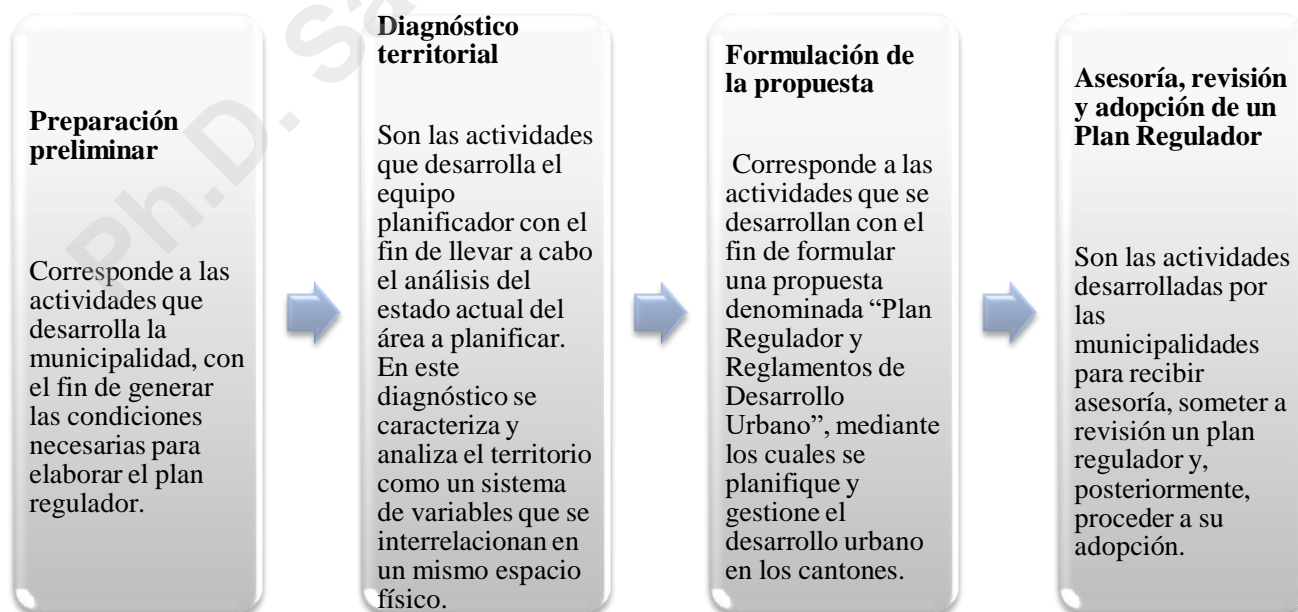 Preparación
preliminar
Corresponde a las
actividades que
desarrolla la
municipalidad, con
el fin de generar
las condiciones
necesarias para
elaborar el plan
regulador.
Diagnóstico
territorial
Son las actividades
que desarrolla el
equipo
planificador con el
fin de llevar a cabo
el análisis del
estado actual del
área a planificar.
En este
diagnóstico se
caracteriza y
analiza el territorio
como un sistema
de variables que se
interrelacionan en
un mismo espacio
físico.
Formulación de
la propuesta
Corresponde a las
actividades que se
desarrollan con el
fin de formular
una propuesta
denominada “Plan
Regulador y
Reglamentos de
Desarrollo
Urbano”, mediante
los cuales se
planifique y
gestione el
desarrollo urbano
en los cantones.
Asesoría, revisión
y adopción de un
Plan Regulador
Son las actividades
desarrolladas por
las
municipalidades
para recibir
asesoría, someter a
revisión un plan
regulador y,
posteriormente,
proceder a su
adopción.
Ph.D.